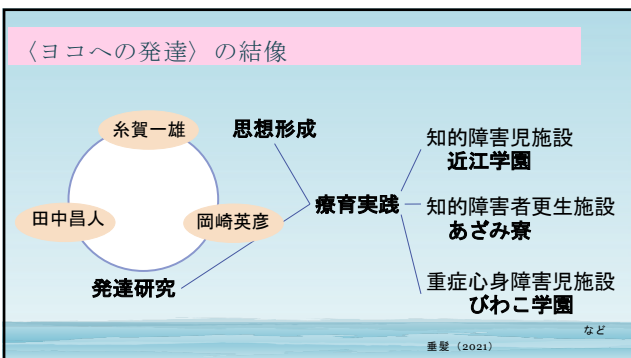 〈ヨコへの発達〉の結像
糸賀一雄
思想形成
田中昌人
岡崎英彦
発達研究
療育実践
知的障害児施設
近江学園
知的障害者更生施設
あざみ寮
重症心身障害児施設
びわこ学園
など
垂髪（2021）